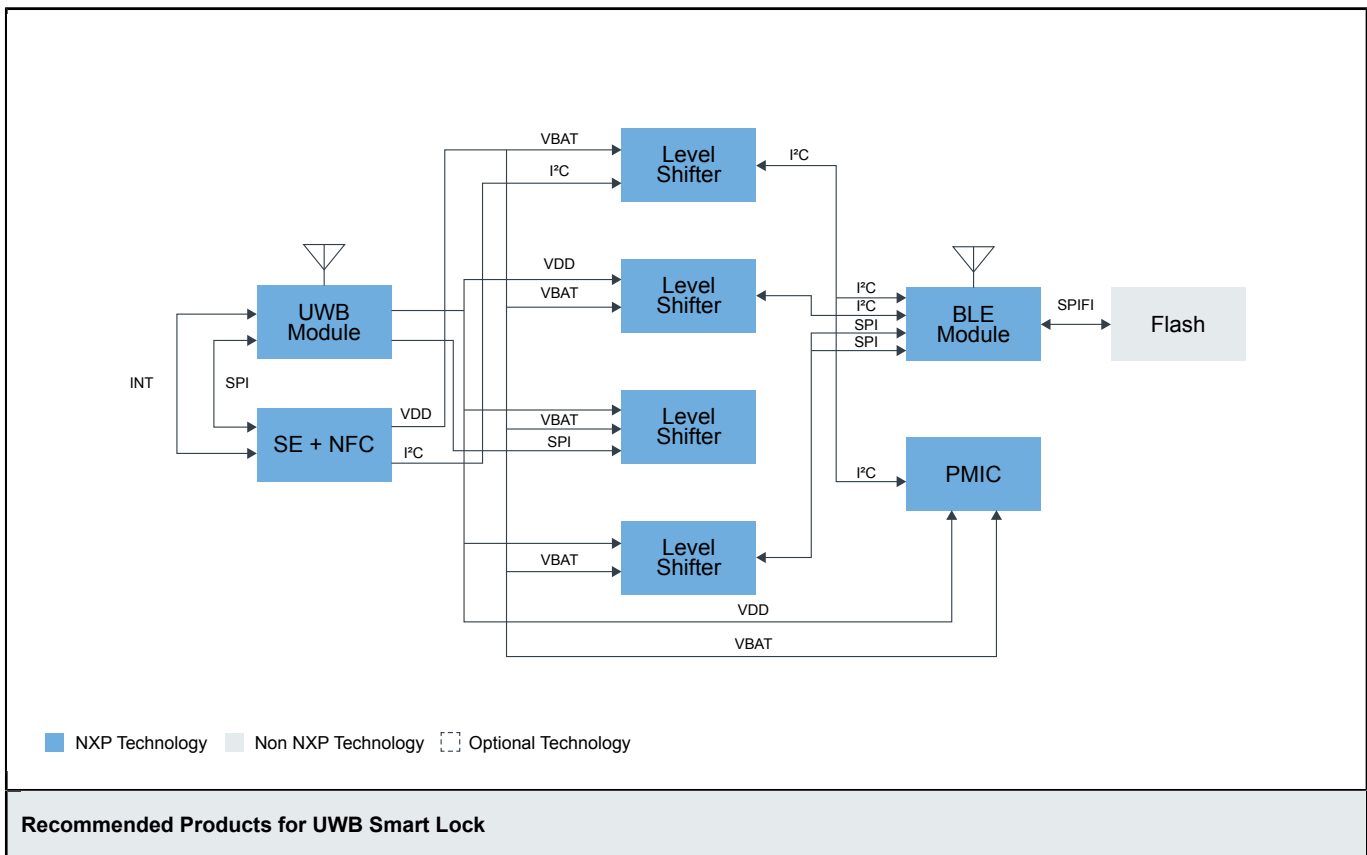 VBAT
I²C
Level
Shifter
I²C
VDD
VBAT
Level
Shifter
UWB
Module
I²C
I²C
SPI
SPI
BLE
Module
SPIFI
Flash
INT
SPI
SE + NFC
VDD
I²C
VBAT
SPI
Level
Shifter
I²C
PMIC
VBAT
Level
Shifter
VDD
VBAT
NXP Technology Non NXP Technology Optional Technology
Recommended Products for UWB Smart Lock